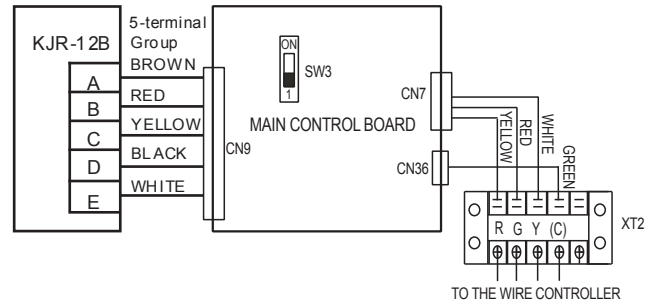 KJR-12B
5-terminal
Group
A
BROWN
B
RED
C
YELLOW
D
BLACK
E
WHITE
CN9
ON
1
SW3
MAIN CONTROL BOARD
CN7
CN36
YELLOW
RED
WHITE
GREEN
R G Y (C)
XT2
TO THE WIRE CONTROLLER